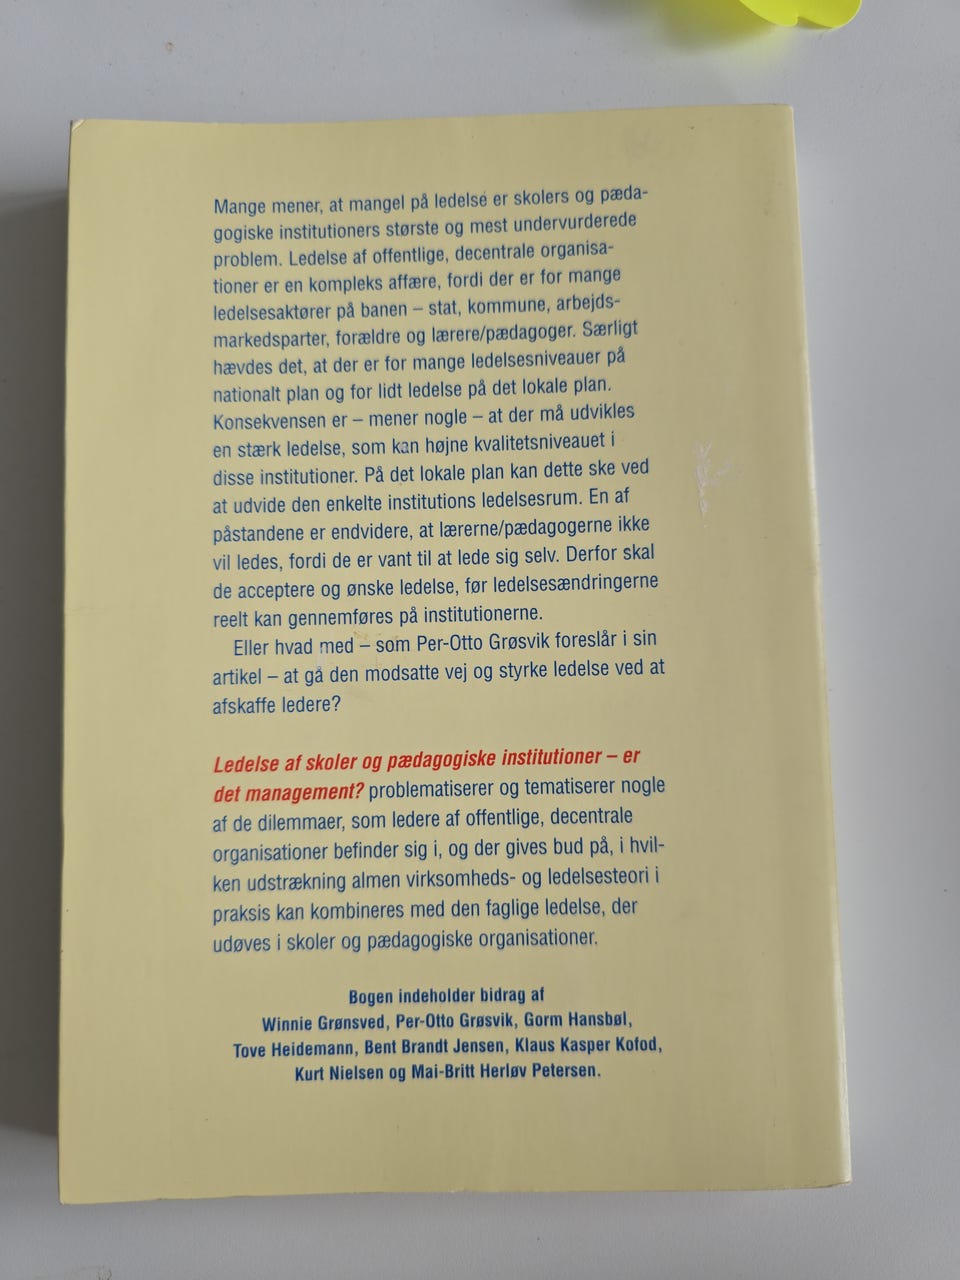 Mange mener, at mangel på ledelse er skolers og pæda-
gogiske institutioners største og mest undervurderede
problem. Ledelse af offentlige, decentrale organisa-
tioner er en kompleks affære, fordi der er for mange
ledelsesaktører på banen – stat, kommune, arbejds-
markedsparter, forældre og lærere/pædagoger. Særligt
hævdes det, at der er for mange ledelsesniveauer på
nationalt plan og for lidt ledelse på det lokale plan.
Konsekvensen er – mener nogle – at der må udvikles
en stærk ledelse, som kan højne kvalitetsniveauet i
disse institutioner. På det lokale plan kan dette ske ved
at udvide den enkelte institutions ledelsesrum. En af
påstandene er endvidere, at lærerne/pædagogerne ikke
vil ledes, fordi de er vant til at lede sig selv. Derfor skal
de acceptere og ønske ledelse, før ledelsesændringerne
reelt kan gennemføres på institutionerne.
Eller hvad med – som Per-Otto Grøsvik foreslår i sin
artikel – at gå den modsatte vej og styrke ledelse ved at
afskaffe ledere?
Ledelse af skoler og pædagogiske institutioner – er
det management? problematiserer og tematiserer nogle
af de dilemmaer, som ledere af offentlige, decentrale
organisationer befinder sig i, og der gives bud på, i hvil-
ken udstrækning almen virksomheds- og ledelsesteori i
praksis kan kombineres med den faglige ledelse, der
udøves i skoler og pædagogiske organisationer.
Bogen indeholder bidrag af
Winnie Grønsved, Per-Otto Grøsvik, Gorm Hansbøl,
Tove Heidemann, Bent Brandt Jensen, Klaus Kasper Kofod,
Kurt Nielsen og Mai-Britt Herløv Petersen.